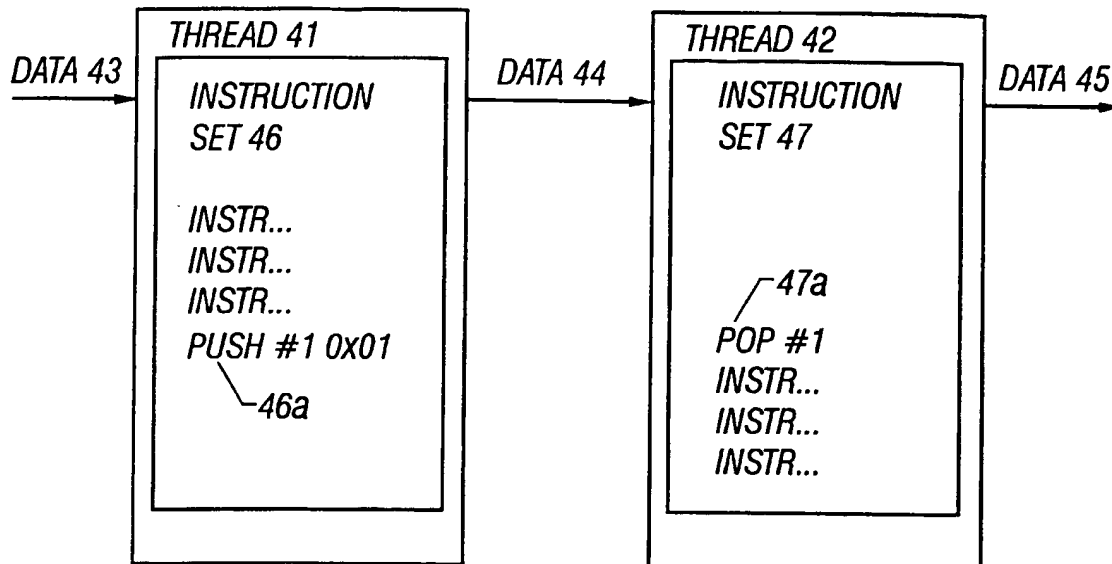 DATA 43
THREAD 41
INSTRUCTION
SET 46
INSTR...
INSTR...
INSTR...
PUSH #1 0x01
46a
DATA 44
THREAD 42
INSTRUCTION
SET 47
47a
POP #1
INSTR...
INSTR...
INSTR...
DATA 45